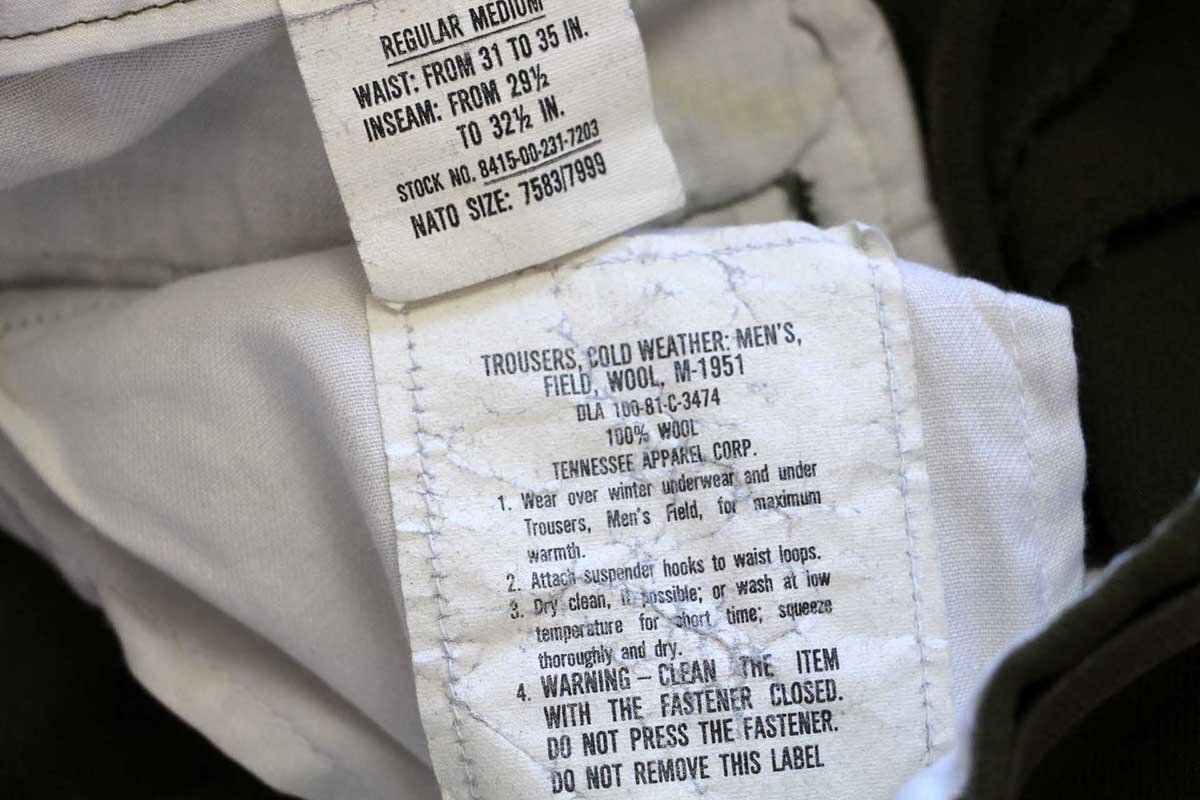 REGULAR MEDIUM
WAIST: FROM 31 TO 35 IN.
INSEAM: FROM 29½
TO 32½ IN.
STOCK NO. 8415-00-231-7203
NATO SIZE: 7583/7999
TROUSERS, COLD WEATHER: MEN'S,
FIELD, WOOL, M-1951
DLA 100-81-C-3474
100% WOOL
TENNESSEE APPAREL CORP.
1. Wear over winter underwear and under
Trousers, Men's Field, for maximum
warmth.
2. Attach suspender hooks to waist loops.
3. Dry clean, if possible; or wash at low
temperature for short time; squeeze
thoroughly and dry.
4. WARNING – CLEAN THE ITEM
WITH THE FASTENER CLOSED.
DO NOT PRESS THE FASTENER.
DO NOT REMOVE THIS LABEL